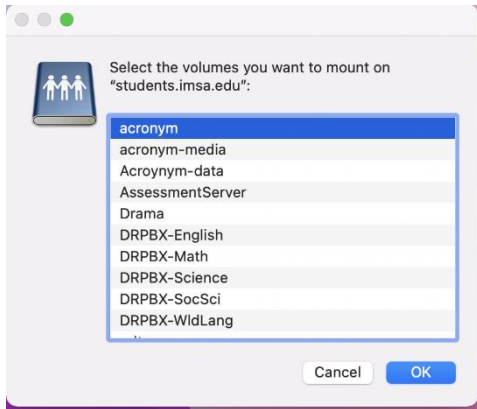 Select the volumes you want to mount on
“students.imsa.edu”:
acronym
acronym-media
Acroynym-data
AssessmentServer
Drama
DRPBX-English
DRPBX-Math
DRPBX-Science
DRPBX-SocSci
DRPBX-WldLang
Cancel
OK